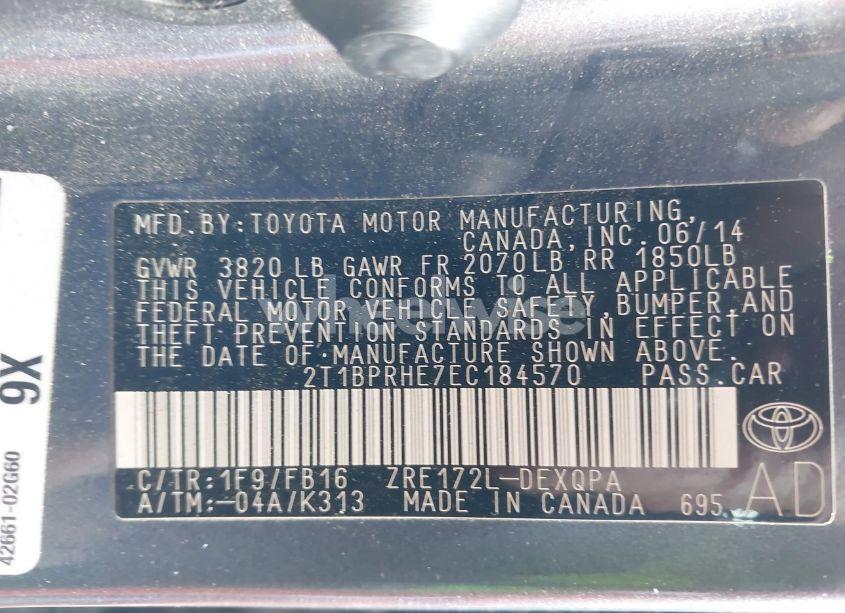 MFD.BY:TOYOTA MOTOR MANUFACTURING,
CANADA,INC. 06/14
GVWR 3820 LB GAWR FR 2070LB RR 1850LB
THIS VEHICLE CONFORMS TO ALL APPLICABLE
FEDERAL MOTOR VEHICLE SAFETY,BUMPER,AND
THEFT PREVENTION STANDARDS IN EFFECT ON
THE DATE OF MANUFACTURE SHOWN ABOVE.
2T1BPRHE7EC184570 PASS.CAR
C/TR:1F9/FB16 ZRE172L-DEXQPA
A/TM:-04A/K313 MADE IN CANADA 695
AD
9X
42661-02G60
wheelwise